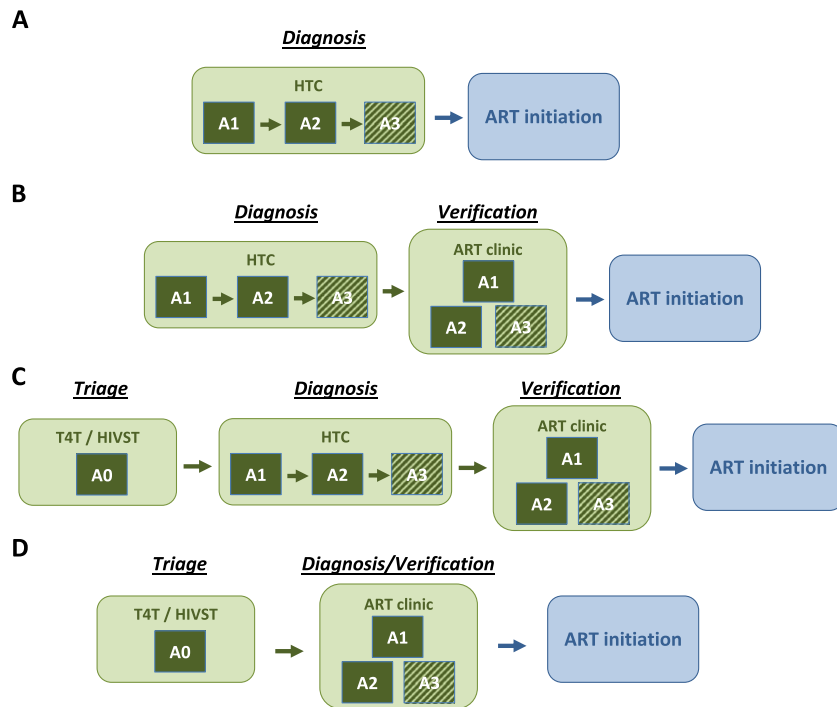 A
Diagnosis
HTC
A1 A2 A3
ART initiation
B
Diagnosis Verification
HTC
A1 A2 A3
ART clinic
A1
A2 A3
ART initiation
C
Triage Diagnosis Verification
T4T / HIVST
A0
HTC
A1 A2 A3
ART clinic
A1
A2 A3
ART initiation
D
Triage Diagnosis/Verification
T4T / HIVST
A0
ART clinic
A1
A2 A3
ART initiation